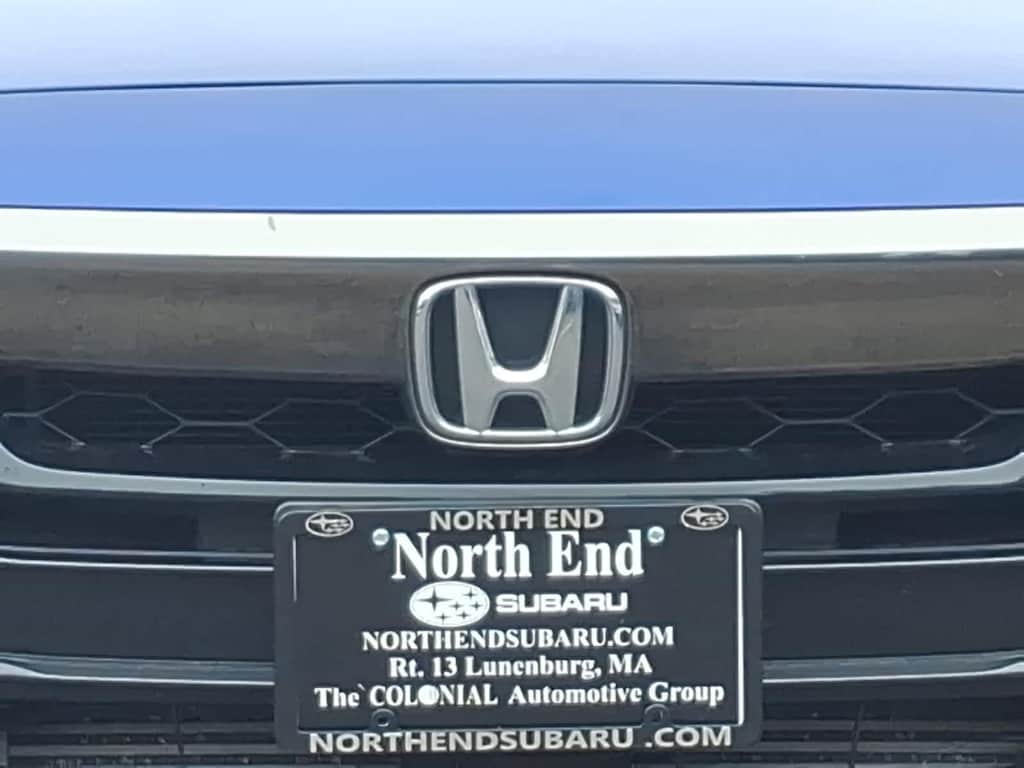 NORTH END
North End
SUBARU
NORTHENDSUBARU.COM
Rt. 13 Lunenburg, MA
The COLONIAL Automotive Group
NORTHENDSUBARU .COM